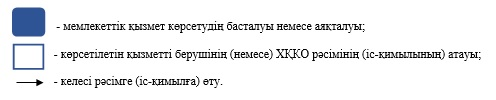 - мемлекеттік қызмет көрсетудің басталуы немесе аяқталуы;
- көрсетілетін қызметті берушінің (немесе) ХҚКО рәсімінің (іс-қимылының) атауы;
- келесі рәсімге (іс-қимылға) өту.